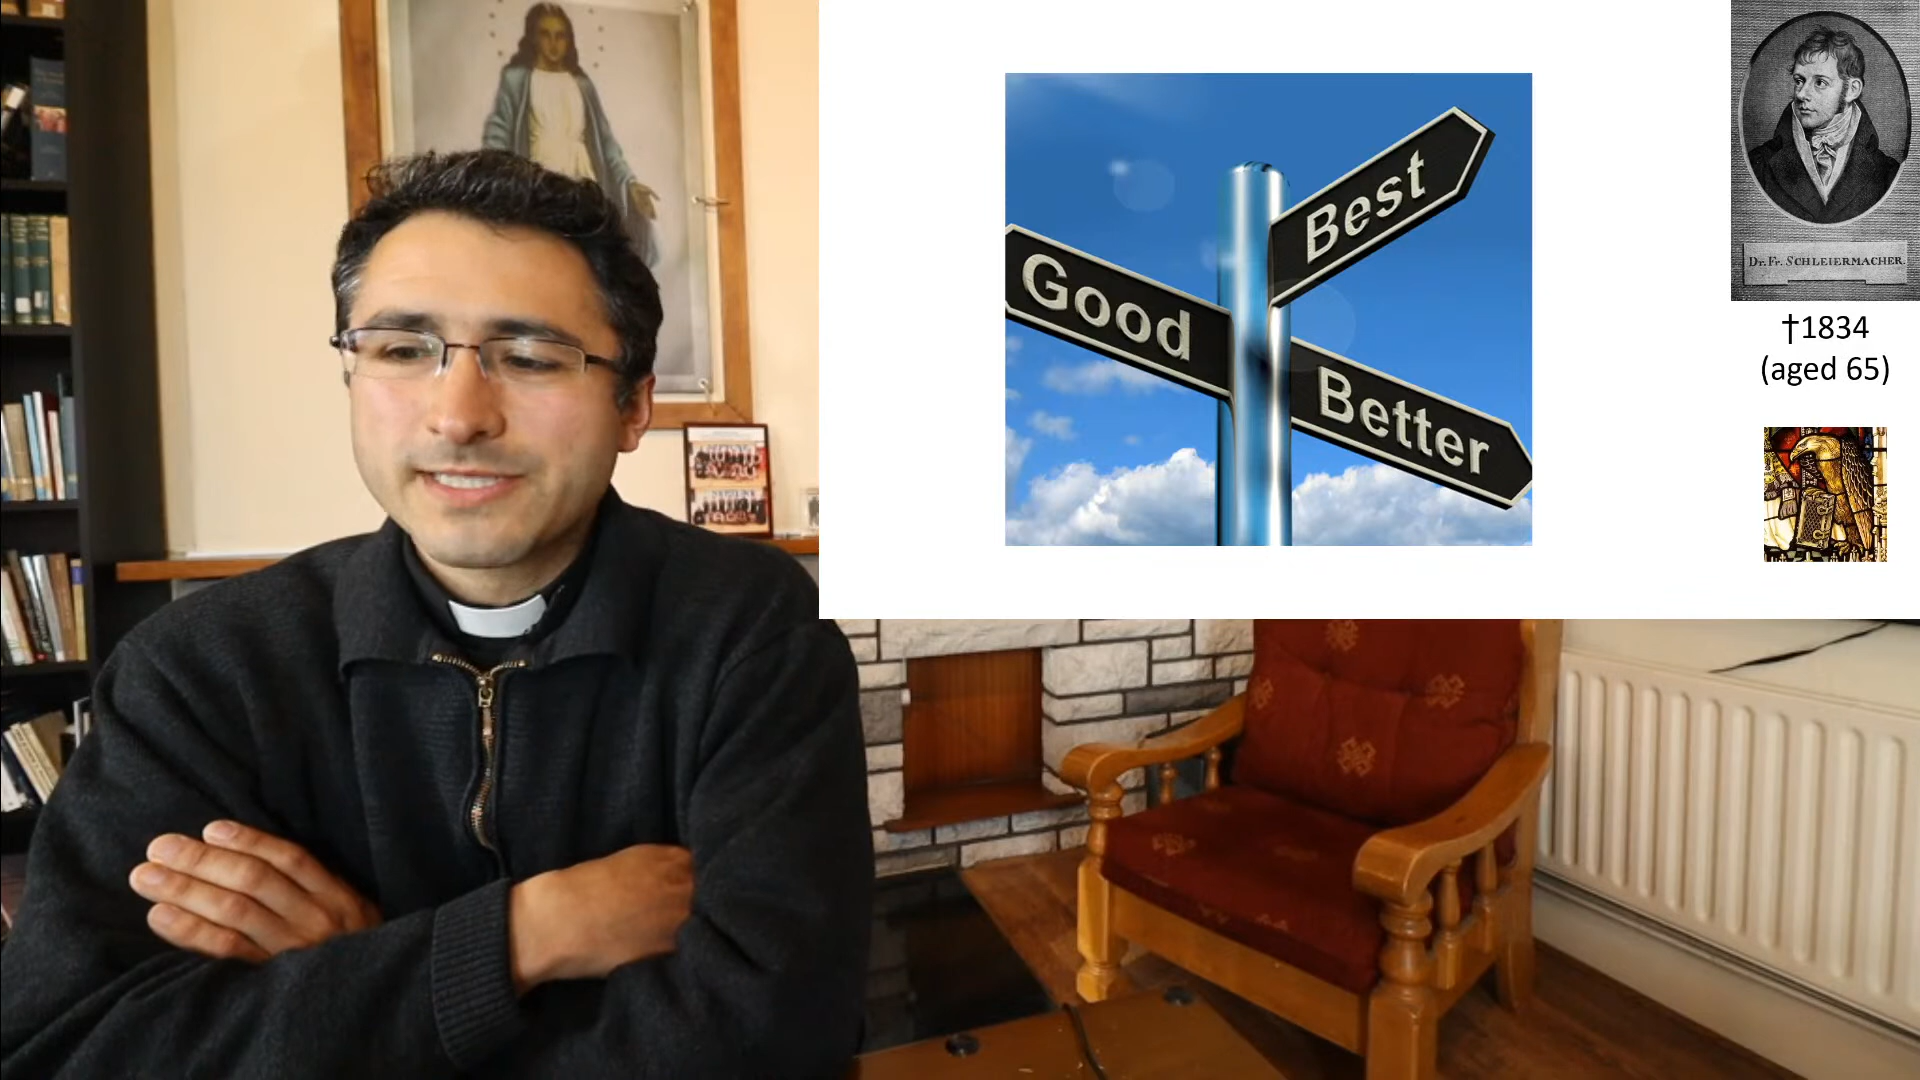 Best
Good
Better
Dr. Fr. SCHLEIERMACHER.
†1834
(aged 65)